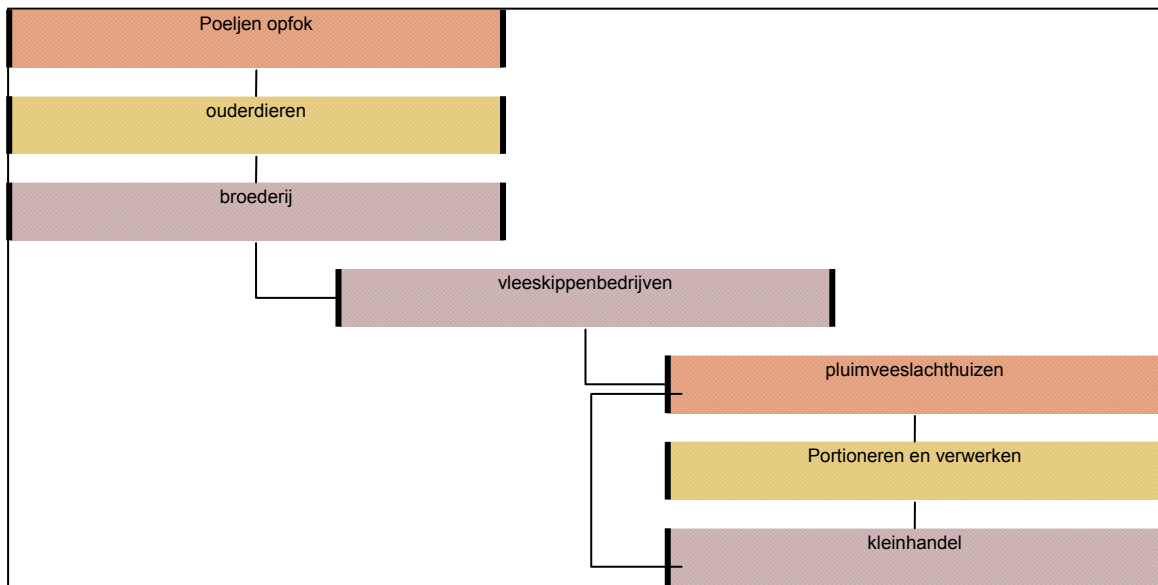 Poeljen opfok
ouderdieren
broederij
vleeskippenbedrijven
pluimveeslachthuizen
Portioneren en verwerken
kleinhandel